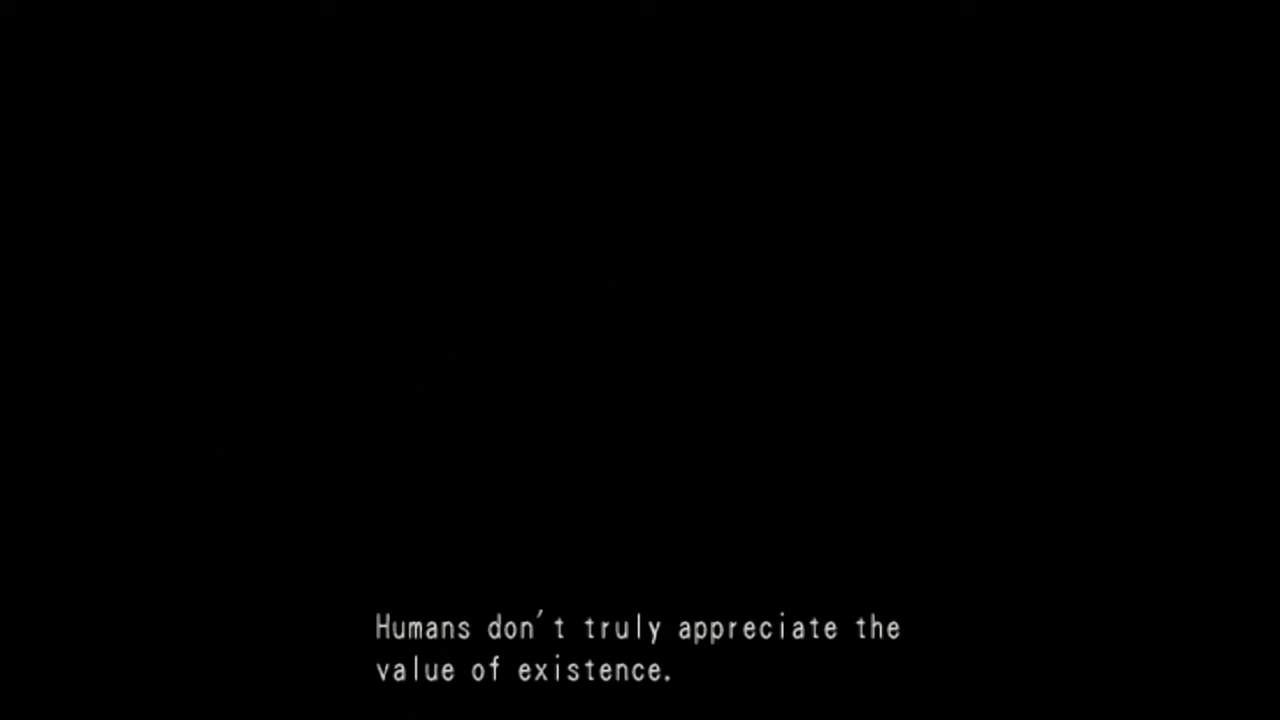 Humans don't truly appreciate the
value of existence.